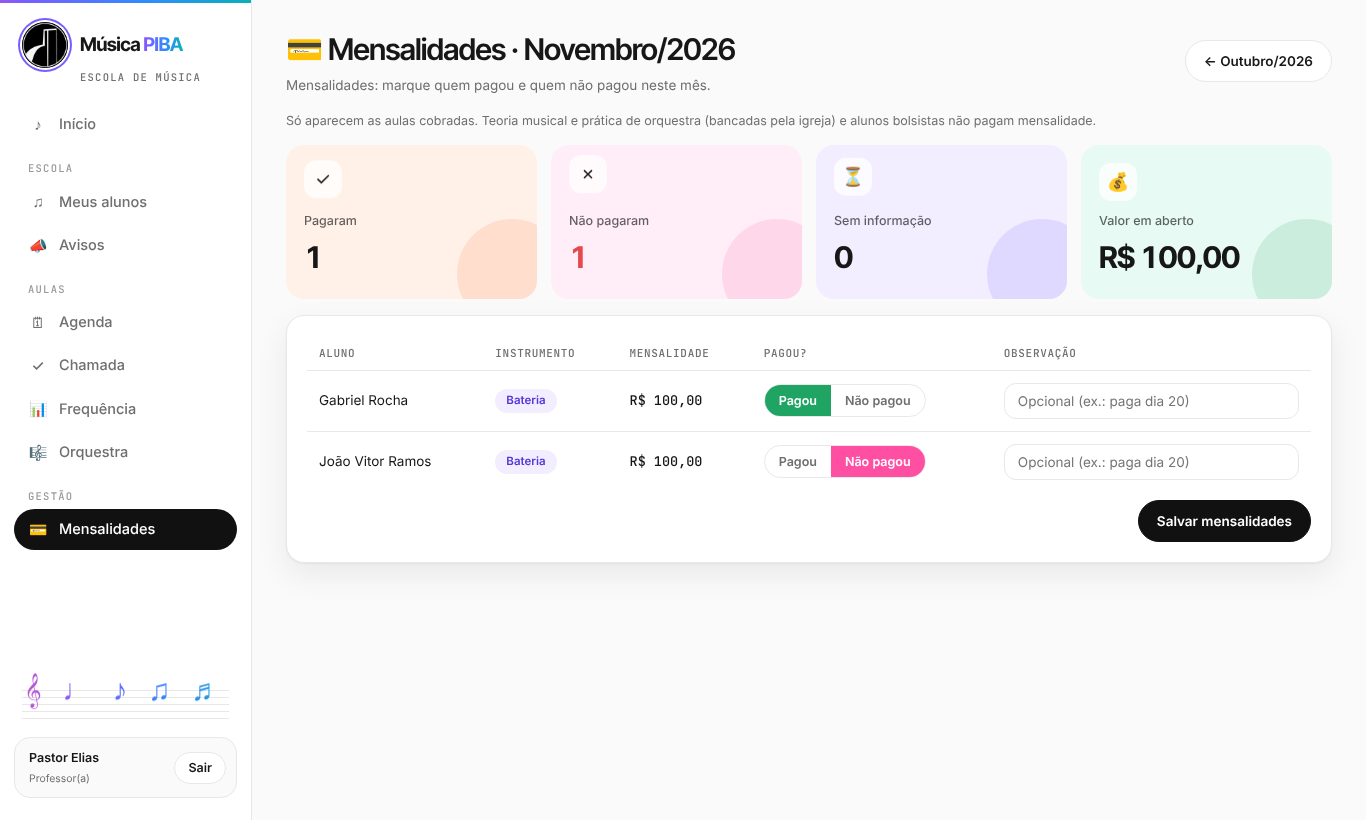 Música PIBA
ESCOLA DE MÚSICA
Início
ESCOLA
Meus alunos
Avisos
AULAS
Agenda
Chamada
Frequência
Orquestra
GESTÃO
Mensalidades
Pastor Elias
Professor(a)
Sair
Mensalidades · Novembro/2026
← Outubro/2026
Mensalidades: marque quem pagou e quem não pagou neste mês.
Só aparecem as aulas cobradas. Teoria musical e prática de orquestra (bancadas pela igreja) e alunos bolsistas não pagam mensalidade.
Pagaram
1
Não pagaram
1
Sem informação
0
Valor em aberto
R$ 100,00
ALUNO INSTRUMENTO MENSALIDADE PAGOU? OBSERVAÇÃO
Gabriel Rocha Bateria R$ 100,00 Pagou Não pagou Opcional (ex.: paga dia 20)
João Vitor Ramos Bateria R$ 100,00 Pagou Não pagou Opcional (ex.: paga dia 20)
Salvar mensalidades